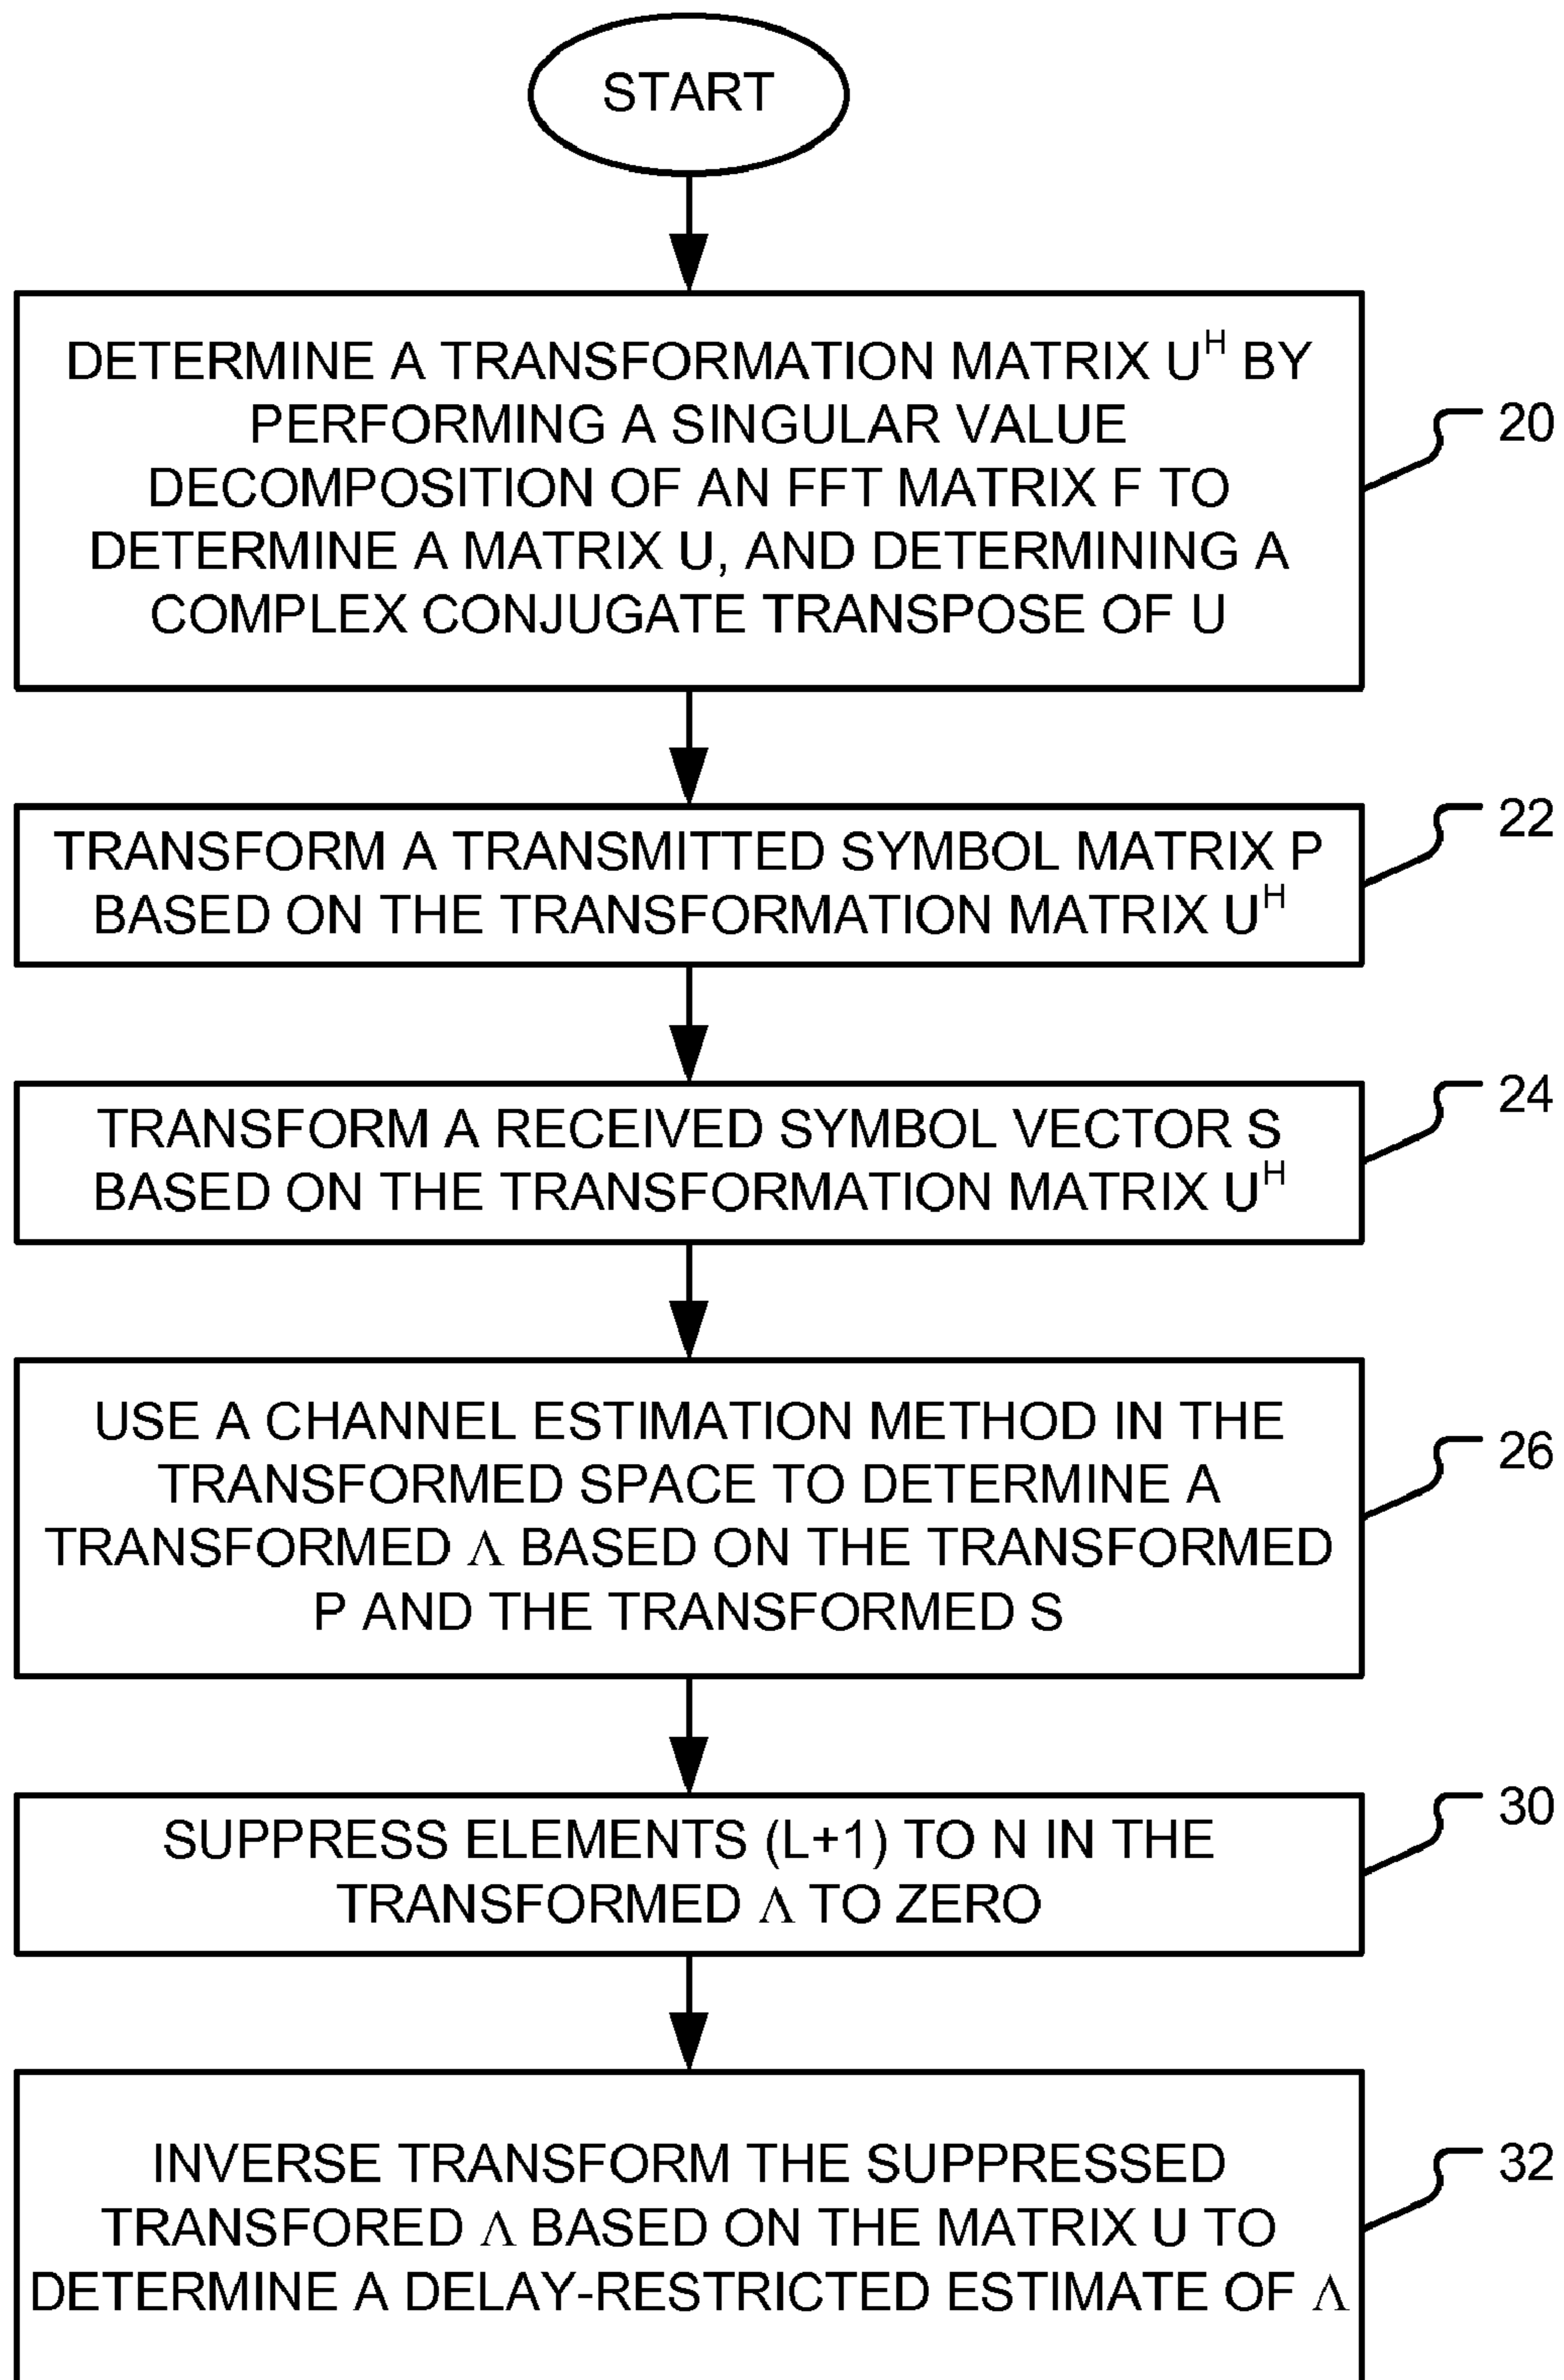 START
DETERMINE A TRANSFORMATION MATRIX U^H BY
PERFORMING A SINGULAR VALUE
DECOMPOSITION OF AN FFT MATRIX F TO
DETERMINE A MATRIX U, AND DETERMINING A
COMPLEX CONJUGATE TRANSPOSE OF U
20
TRANSFORM A TRANSMITTED SYMBOL MATRIX P
BASED ON THE TRANSFORMATION MATRIX U^H
22
TRANSFORM A RECEIVED SYMBOL VECTOR S
BASED ON THE TRANSFORMATION MATRIX U^H
24
USE A CHANNEL ESTIMATION METHOD IN THE
TRANSFORMED SPACE TO DETERMINE A
TRANSFORMED Λ BASED ON THE TRANSFORMED
P AND THE TRANSFORMED S
26
SUPPRESS ELEMENTS (L+1) TO N IN THE
TRANSFORMED Λ TO ZERO
30
INVERSE TRANSFORM THE SUPPRESSED
TRANSFORED Λ BASED ON THE MATRIX U TO
DETERMINE A DELAY-RESTRICTED ESTIMATE OF Λ
32